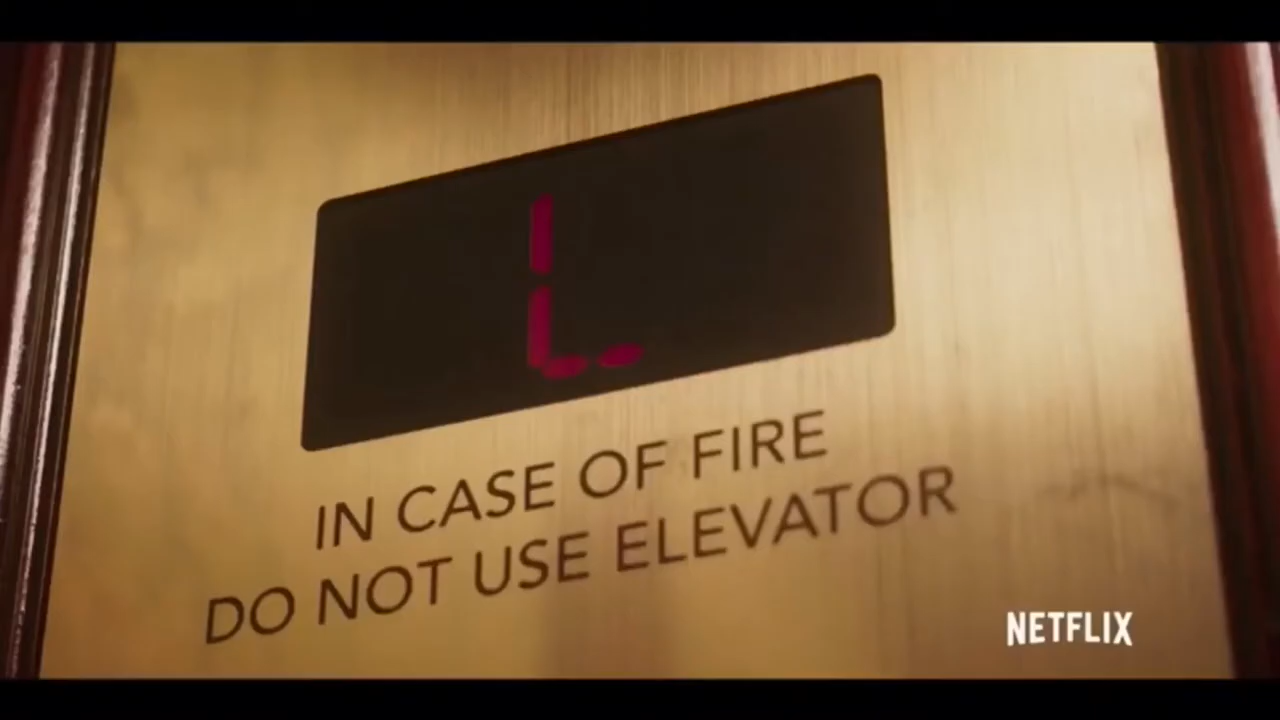 L
IN CASE OF FIRE
DO NOT USE ELEVATOR
NETFLIX